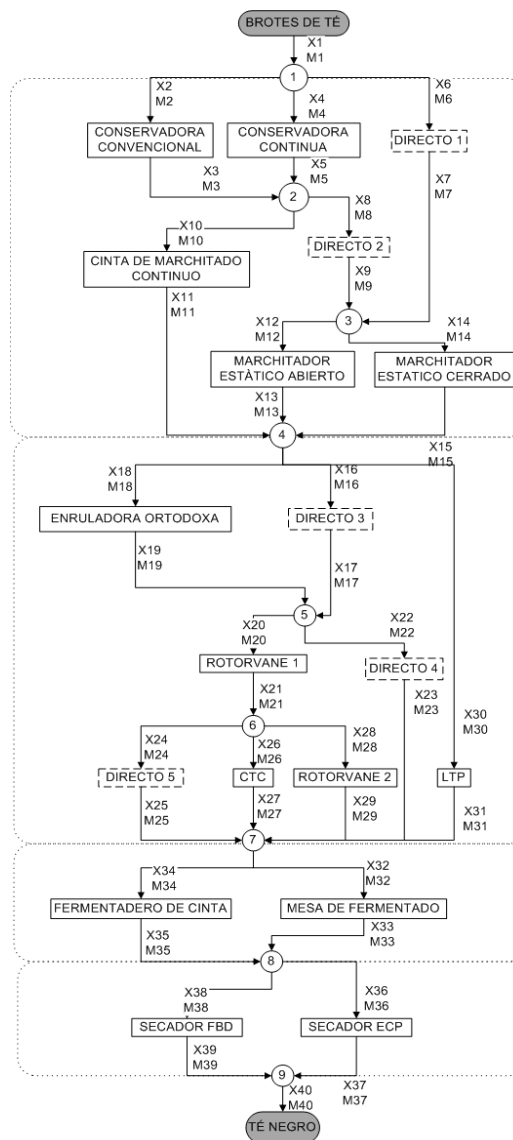 BROTES DE TÉ
X1
M1
1
X2
M2
X4
M4
X6
M6
CONSERVADORA
CONVENCIONAL
CONSERVADORA
CONTINUA
DIRECTO 1
X3
M3
X5
M5
X7
M7
2
X8
M8
X10
M10
DIRECTO 2
CINTA DE MARCHITADO
CONTINUO
X9
M9
X11
M11
3
X12
M12
X14
M14
MARCHITADOR
ESTÀTICO ABIERTO
MARCHITADOR
ESTATICO CERRADO
X13
M13
4
X15
M15
X18
M18
X16
M16
ENRULADORA ORTODOXA
DIRECTO 3
X19
M19
X17
M17
5
X20
M20
X22
M22
ROTORVANE 1
DIRECTO 4
X21
M21
X23
M23
X30
M30
6
X24
M24
X26
M26
X28
M28
DIRECTO 5
CTC
ROTORVANE 2
LTP
X25
M25
X27
M27
X29
M29
X31
M31
7
X34
M34
X32
M32
FERMENTADERO DE CINTA
MESA DE FERMENTADO
X35
M35
X33
M33
8
X38
M38
X36
M36
SECADOR FBD
SECADOR ECP
X39
M39
X37
M37
9
X40
M40
TÉ NEGRO